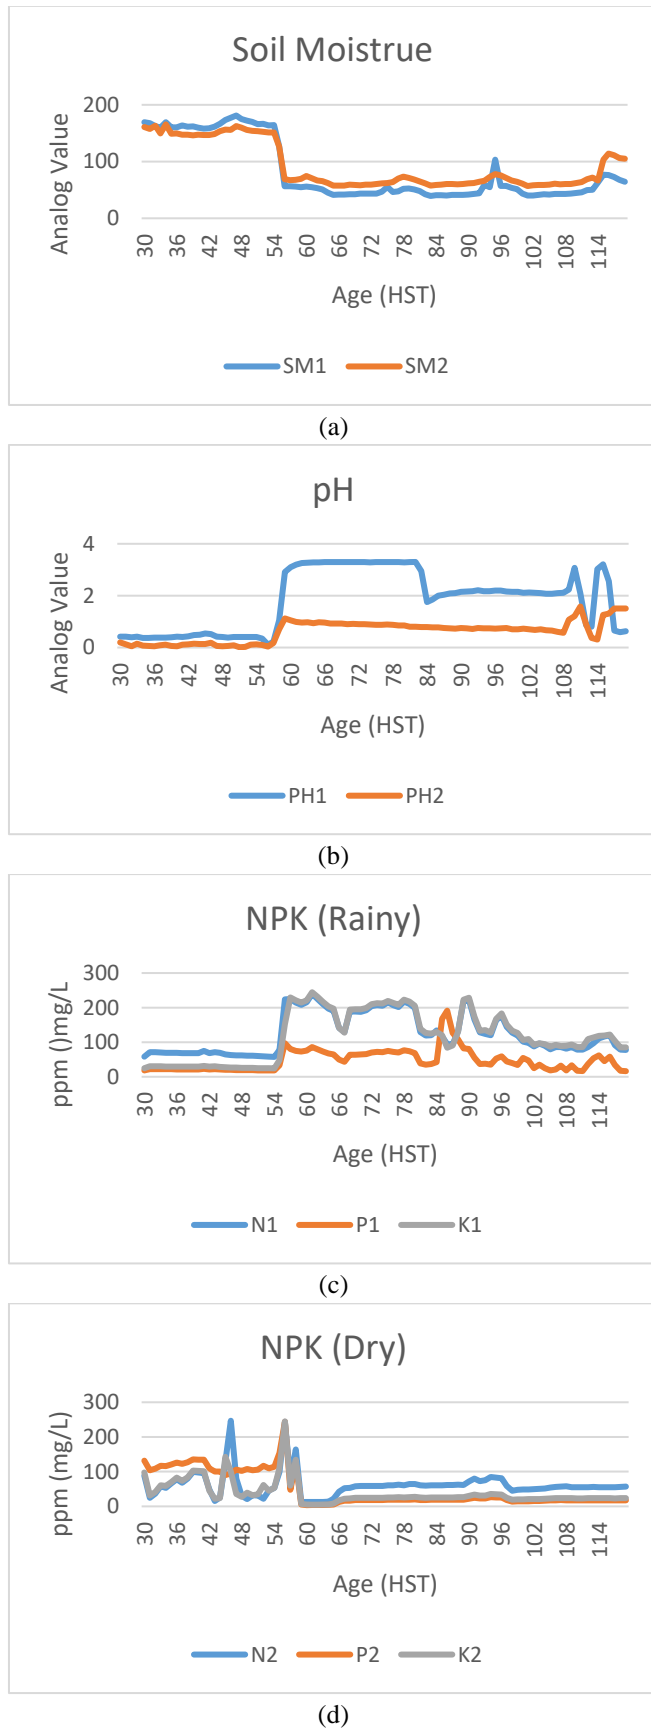 Soil Moistrue
Analog Value
200
100
0
30 36 42 48 54 60 66 72 78 84 90 96 102 108 114
Age (HST)
SM1 SM2
(a)
pH
Analog Value
4
2
0
30 36 42 48 54 60 66 72 78 84 90 96 102 108 114
Age (HST)
PH1 PH2
(b)
NPK (Rainy)
ppm ()mg/L
300
200
100
0
30 36 42 48 54 60 66 72 78 84 90 96 102 108 114
Age (HST)
N1 P1 K1
(c)
NPK (Dry)
ppm (mg/L)
300
200
100
0
30 36 42 48 54 60 66 72 78 84 90 96 102 108 114
Age (HST)
N2 P2 K2
(d)